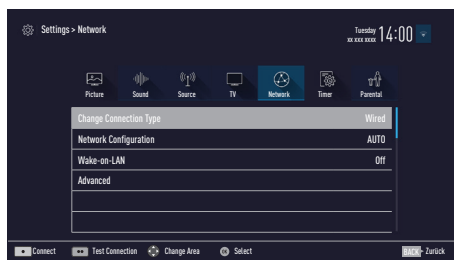 Settings > Network
Tuesday
xx xxx xxxx 14:00
Picture Sound Source TV Network Timer Parental
Change Connection Type Wired
Network Configuration AUTO
Wake-on-LAN Off
Advanced
Connect Test Connection Change Area OK Select BACK Zurück